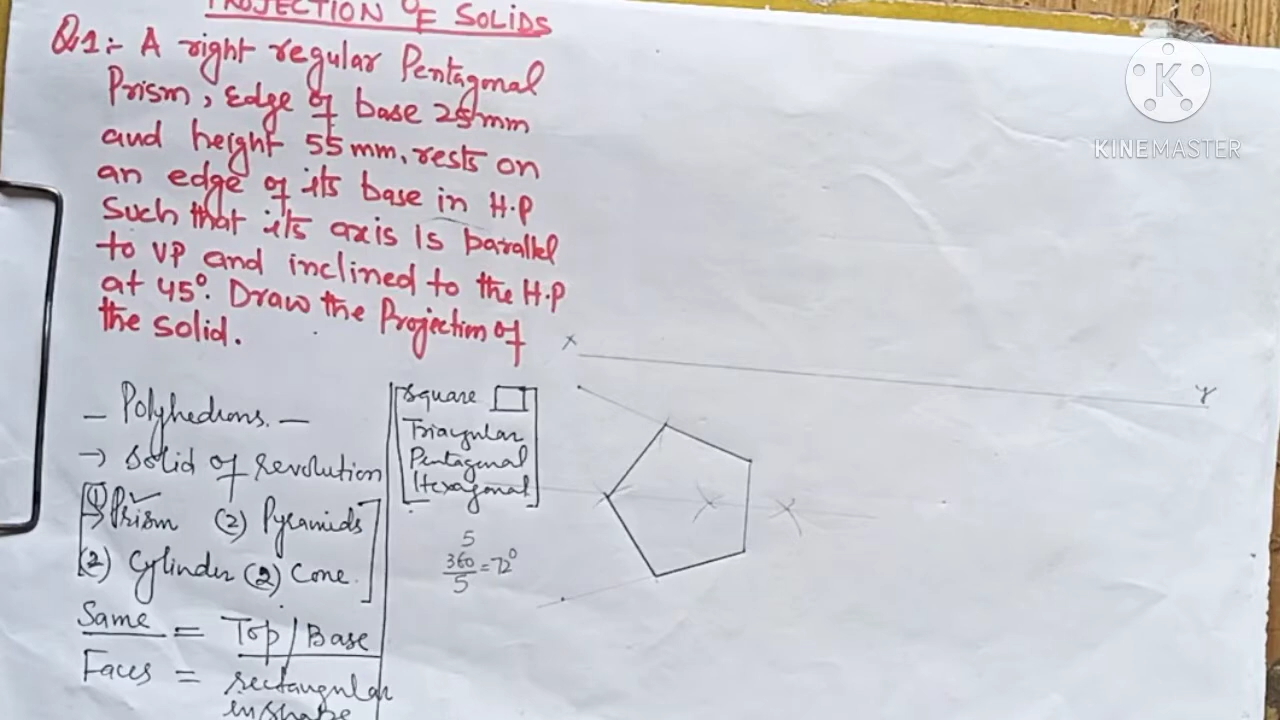 PROJECTION OF SOLIDS
Q1:- A right regular Pentagonal
Prism, Edge of base 25mm
and height 55mm, rests on
an edge of its base in H.P
Such that its axis is parallel
to VP and inclined to the H.P
at 45°. Draw the Projection of
the solid.
- Polyhedrons. -
→ Solid of revolution
(1) Prism (2) Pyramids
(2) Cylinder (2) Cone.
Same = Top/Base
Faces = rectangular
in shape
Square
Triangular
Pentagonal
Hexagonal
5
360/5 = 72°
X
Y
K
KINEMASTER